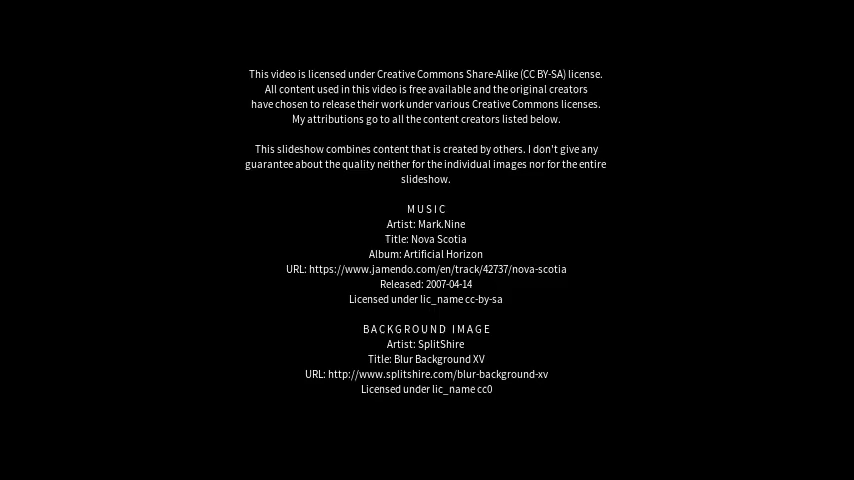 This video is licensed under Creative Commons Share-Alike (CC BY-SA) license.
All content used in this video is free available and the original creators
have chosen to release their work under various Creative Commons licenses.
My attributions go to all the content creators listed below.
This slideshow combines content that is created by others. I don't give any
guarantee about the quality neither for the individual images nor for the entire
slideshow.
MUSIC
Artist: Mark.Nine
Title: Nova Scotia
Album: Artificial Horizon
URL: https://www.jamendo.com/en/track/42737/nova-scotia
Released: 2007-04-14
Licensed under lic_name cc-by-sa
BACKGROUND IMAGE
Artist: SplitShire
Title: Blur Background XV
URL: http://www.splitshire.com/blur-background-xv
Licensed under lic_name cc0